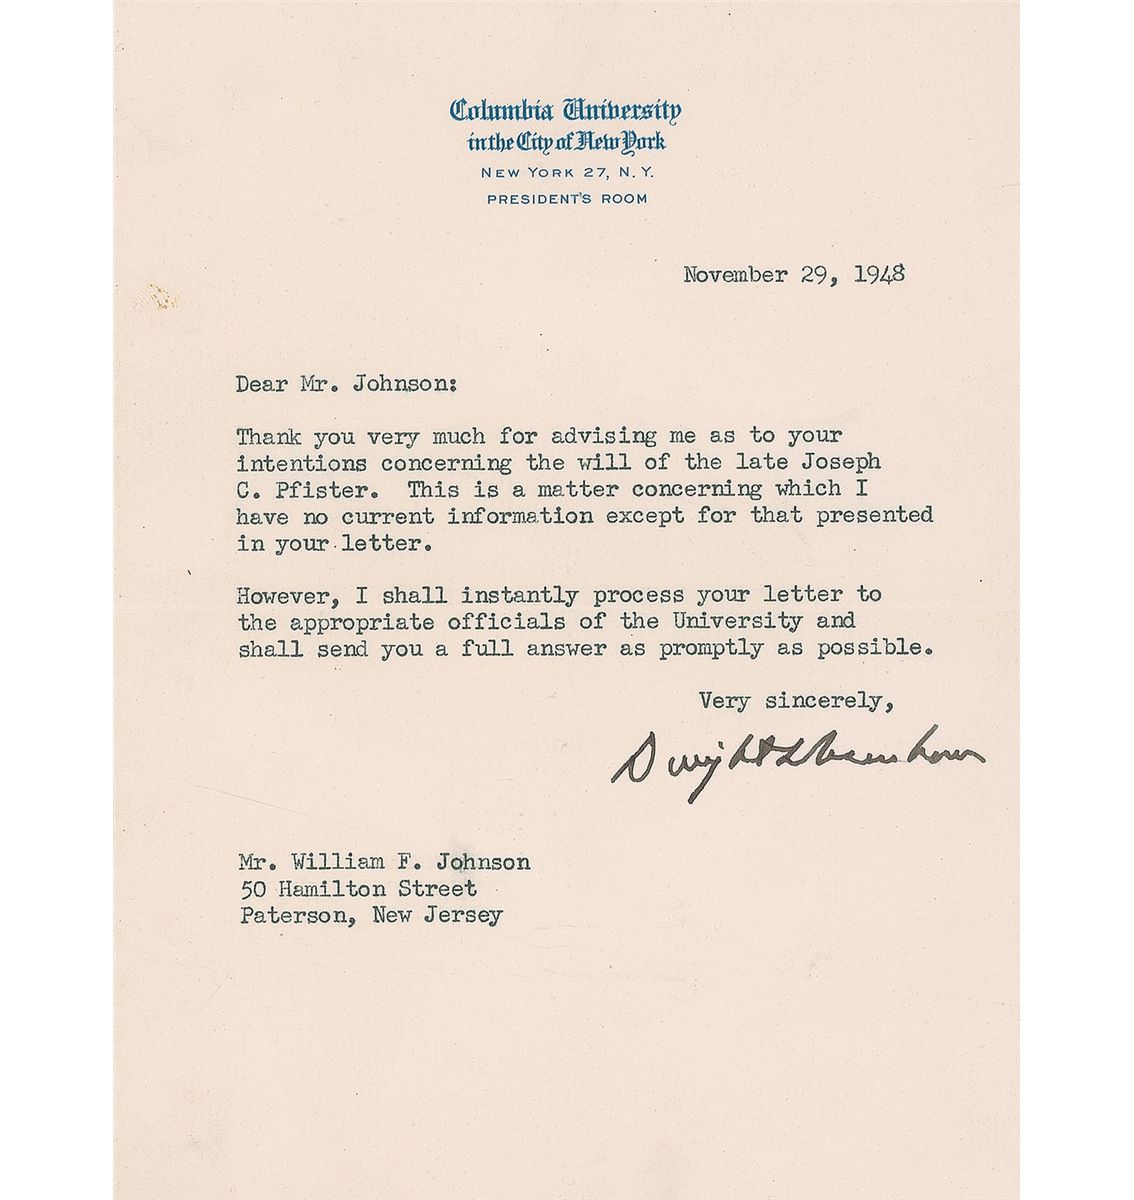 Columbia University
in the City of New York
NEW YORK 27, N. Y.
PRESIDENT'S ROOM
November 29, 1948
Dear Mr. Johnson:
Thank you very much for advising me as to your
intentions concerning the will of the late Joseph
C. Pfister.  This is a matter concerning which I
have no current information except for that presented
in your letter.
However, I shall instantly process your letter to
the appropriate officials of the University and
shall send you a full answer as promptly as possible.
Very sincerely,
Dwight D Eisenhower
Mr. William F. Johnson
50 Hamilton Street
Paterson, New Jersey